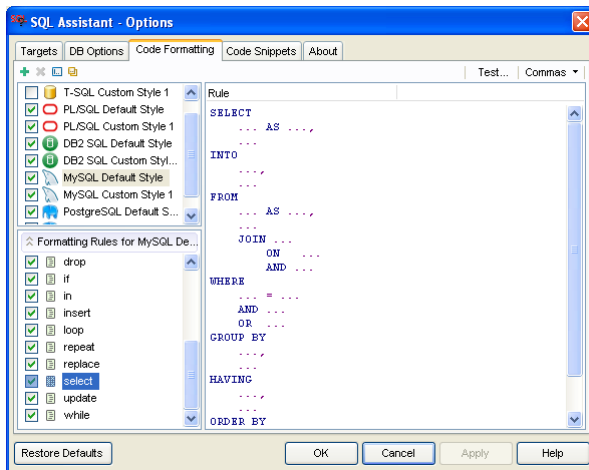 SQL Assistant - Options
Targets DB Options Code Formatting Code Snippets About
Test... Commas
T-SQL Custom Style 1
PL/SQL Default Style
PL/SQL Custom Style 1
DB2 SQL Default Style
DB2 SQL Custom Styl...
MySQL Default Style
MySQL Custom Style 1
PostgreSQL Default S...
Formatting Rules for MySQL De...
drop
if
in
insert
loop
repeat
replace
select
update
while
Rule
SELECT
... AS ...,
...
INTO
...,
...
FROM
... AS ...,
...
JOIN ...
ON ...
AND ...
WHERE
... = ...
AND ...
OR ...
GROUP BY
...,
...
HAVING
...,
...
ORDER BY
Restore Defaults OK Cancel Apply Help